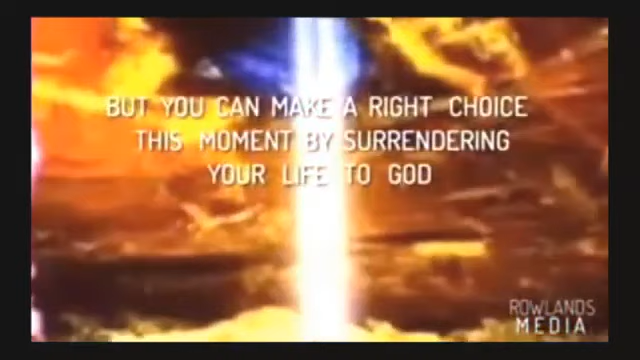 BUT YOU CAN MAKE A RIGHT CHOICE
THIS MOMENT BY SURRENDERING
YOUR LIFE TO GOD
ROWLANDS
MEDIA